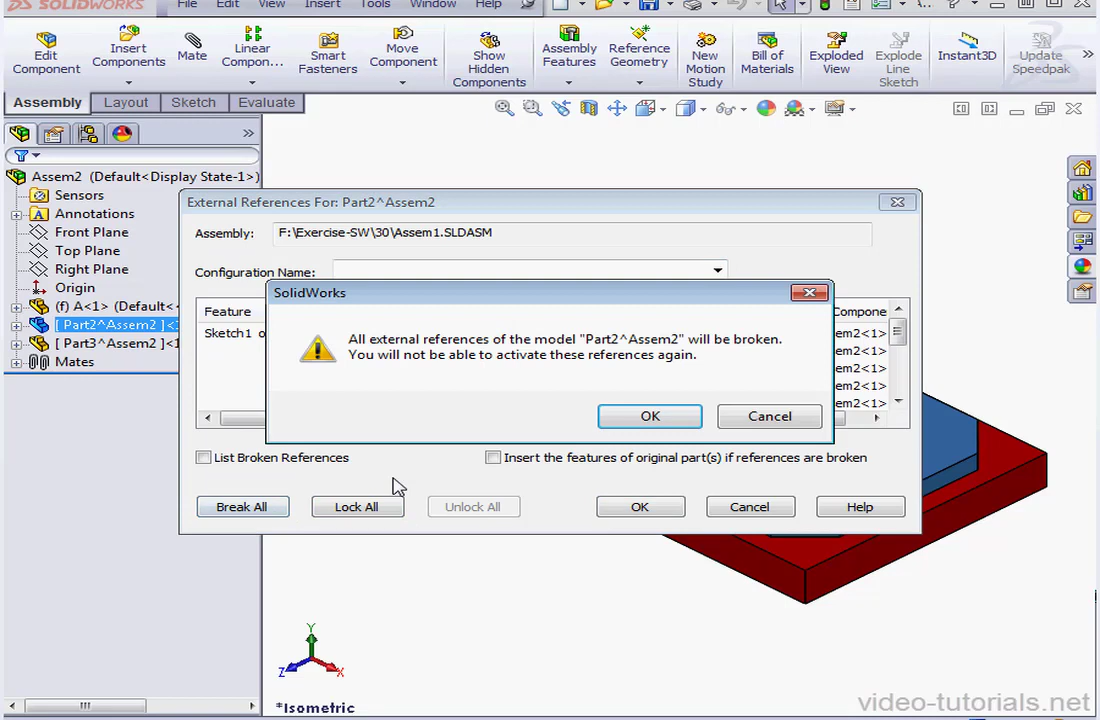 SOLIDWORKS File Edit View Insert Tools Window Help
Edit Component
Insert Components
Mate
Linear Compon...
Smart Fasteners
Move Component
Show Hidden Components
Assembly Features
Reference Geometry
New Motion Study
Bill of Materials
Exploded View
Explode Line Sketch
Instant3D
Update Speedpak
»
Assembly Layout Sketch Evaluate
»
Assem2 (Default<Display State-1>)
Sensors
Annotations
Front Plane
Top Plane
Right Plane
Origin
(f) A<1> (Default<
[ Part2^Assem2 ]<1
[ Part3^Assem2 ]<1
Mates
External References For: Part2^Assem2
Assembly: F:\Exercise-SW\30\Assem1.SLDASM
Configuration Name:
Feature
Sketch1 o
Compone
em2<1>
em2<1>
em2<1>
em2<1>
em2<1>
SolidWorks
All external references of the model "Part2^Assem2" will be broken.
You will not be able to activate these references again.
OK Cancel
List Broken References Insert the features of original part(s) if references are broken
Break All Lock All Unlock All OK Cancel Help
Y
Z X
*Isometric
video-tutorials.net